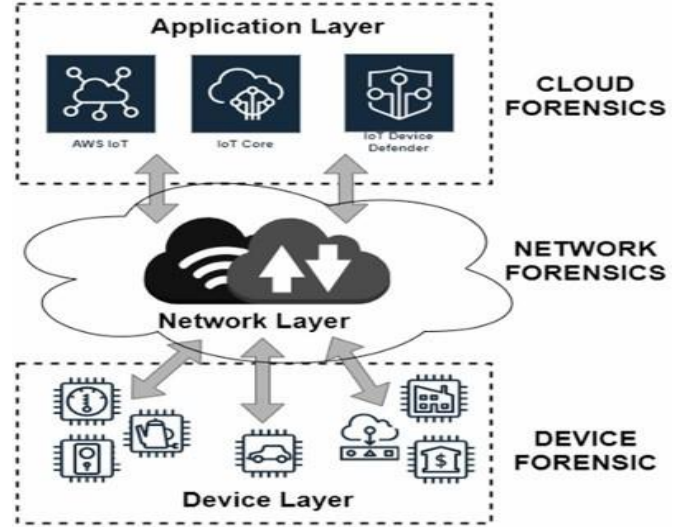 Application Layer
AWS IoT
IoT Core
IoT Device
Defender
CLOUD
FORENSICS
NETWORK
FORENSICS
Network Layer
$
DEVICE
FORENSIC
Device Layer